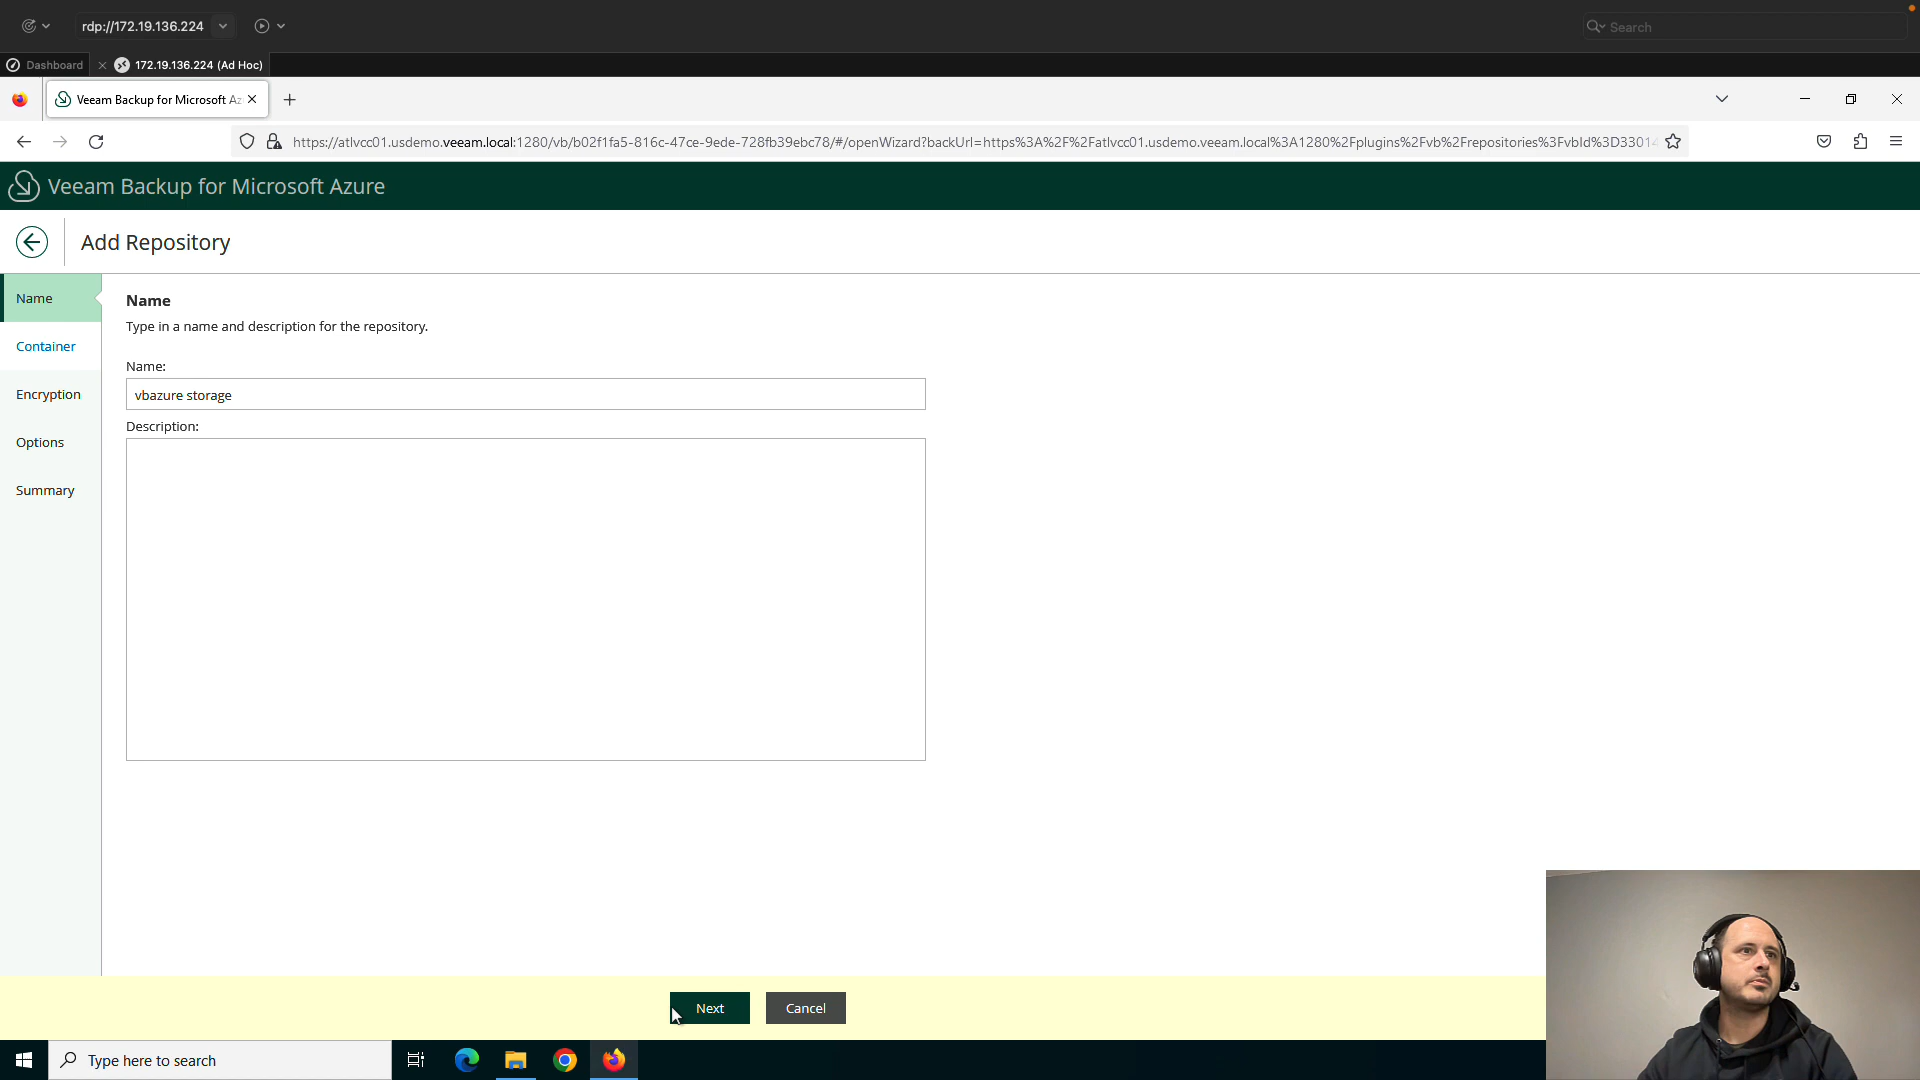 rdp://172.19.136.224
Search
Dashboard
172.19.136.224 (Ad Hoc)
Veeam Backup for Microsoft Az
https://atlvcc01.usdemo.veeam.local:1280/vb/b02f1fa5-816c-47ce-9ede-728fb39ebc78/#/openWizard?backUrl=https%3A%2F%2Fatlvcc01.usdemo.veeam.local%3A1280%2Fplugins%2Fvb%2Frepositories%3FvbId%3D33014
Veeam Backup for Microsoft Azure
Add Repository
Name
Container
Encryption
Options
Summary
Name
Type in a name and description for the repository.
Name:
vbazure storage
Description:
Next
Cancel
Type here to search